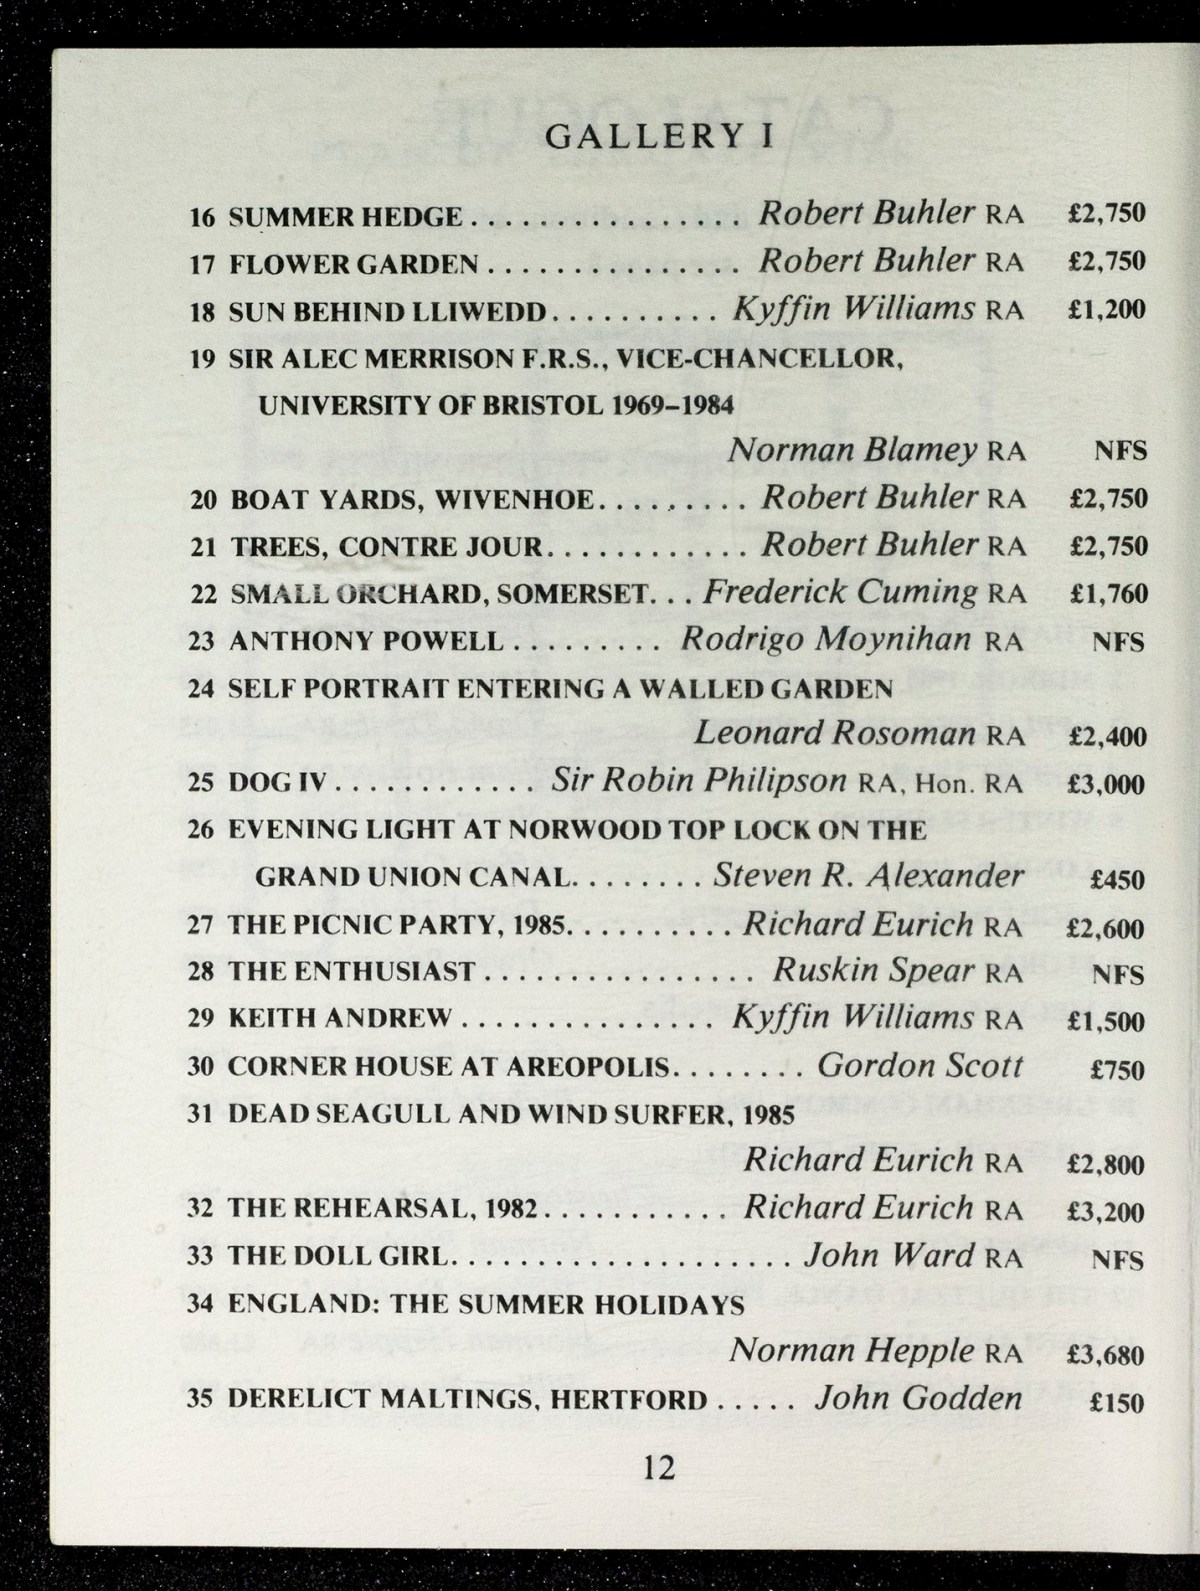 GALLERY I
16 SUMMER HEDGE................ Robert Buhler RA £2,750
17 FLOWER GARDEN............... Robert Buhler RA £2,750
18 SUN BEHIND LLIWEDD.......... Kyffin Williams RA £1,200
19 SIR ALEC MERRISON F.R.S., VICE-CHANCELLOR,
UNIVERSITY OF BRISTOL 1969–1984
Norman Blamey RA NFS
20 BOAT YARDS, WIVENHOE......... Robert Buhler RA £2,750
21 TREES, CONTRE JOUR............ Robert Buhler RA £2,750
22 SMALL ORCHARD, SOMERSET... Frederick Cuming RA £1,760
23 ANTHONY POWELL......... Rodrigo Moynihan RA NFS
24 SELF PORTRAIT ENTERING A WALLED GARDEN
Leonard Rosoman RA £2,400
25 DOG IV............ Sir Robin Philipson RA, Hon. RA £3,000
26 EVENING LIGHT AT NORWOOD TOP LOCK ON THE
GRAND UNION CANAL........ Steven R. Alexander £450
27 THE PICNIC PARTY, 1985.......... Richard Eurich RA £2,600
28 THE ENTHUSIAST................ Ruskin Spear RA NFS
29 KEITH ANDREW............... Kyffin Williams RA £1,500
30 CORNER HOUSE AT AREOPOLIS........ Gordon Scott £750
31 DEAD SEAGULL AND WIND SURFER, 1985
Richard Eurich RA £2,800
32 THE REHEARSAL, 1982........... Richard Eurich RA £3,200
33 THE DOLL GIRL.................... John Ward RA NFS
34 ENGLAND: THE SUMMER HOLIDAYS
Norman Hepple RA £3,680
35 DERELICT MALTINGS, HERTFORD..... John Godden £150
12